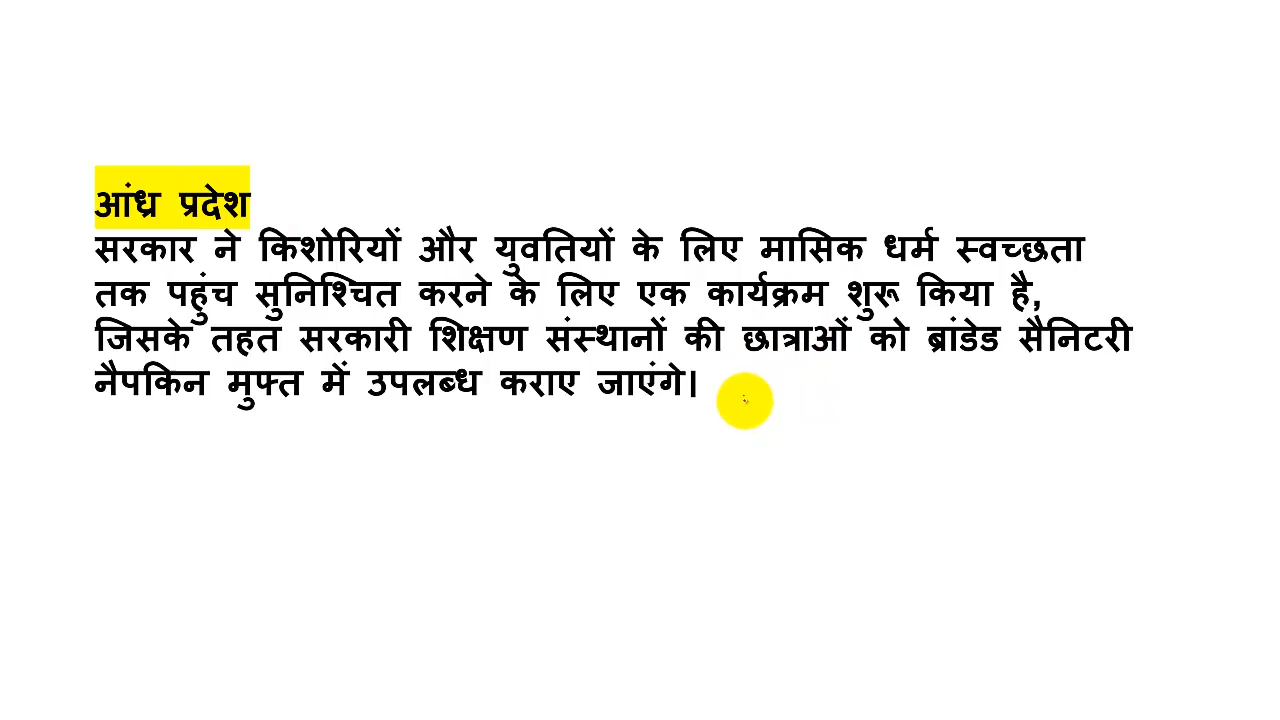 आंध्र प्रदेश
सरकार ने किशोरियों और युवतियों के लिए मासिक धर्म स्वच्छता
तक पहुंच सुनिश्चित करने के लिए एक कार्यक्रम शुरू किया है,
जिसके तहत सरकारी शिक्षण संस्थानों की छात्राओं को ब्रांडेड सैनिटरी
नैपकिन मुफ्त में उपलब्ध कराए जाएंगे।